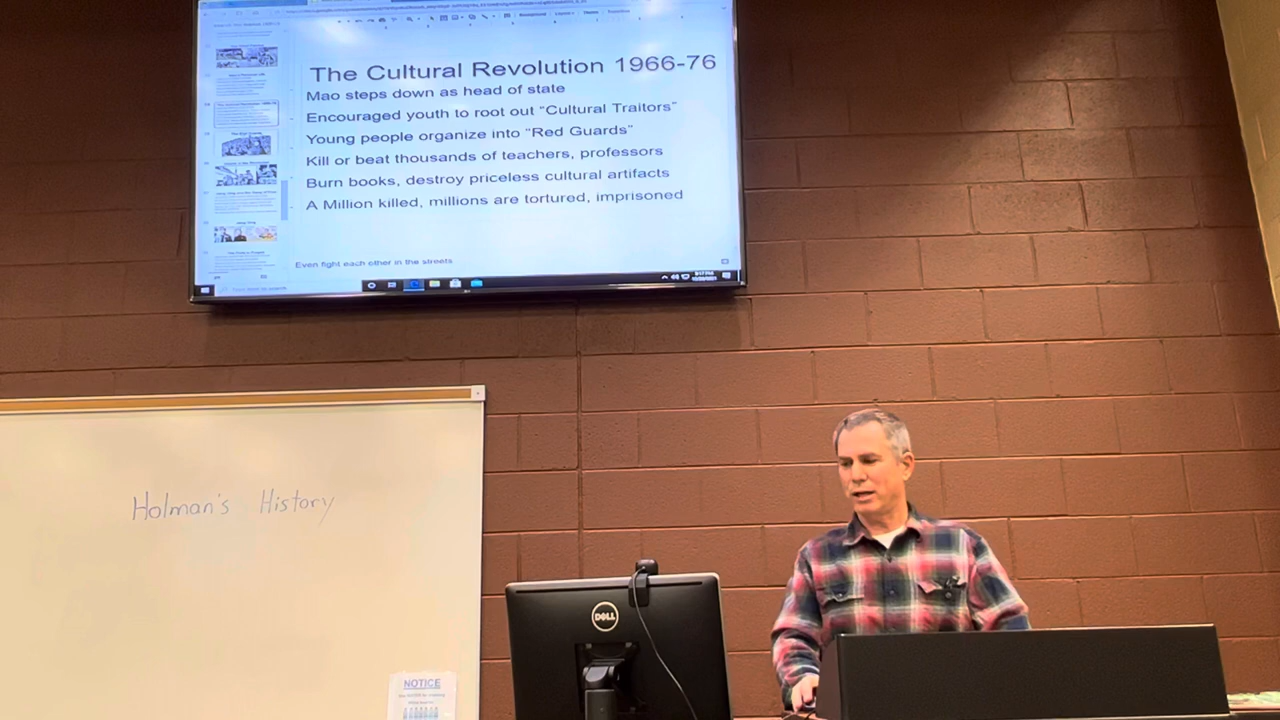 The Cultural Revolution 1966-76
Mao steps down as head of state
Encouraged youth to root out “Cultural Traitors”
Young people organize into “Red Guards”
Kill or beat thousands of teachers, professors
Burn books, destroy priceless cultural artifacts
A Million killed, millions are tortured, imprisoned
Even fight each other in the streets
Holman's History
DELL
NOTICE